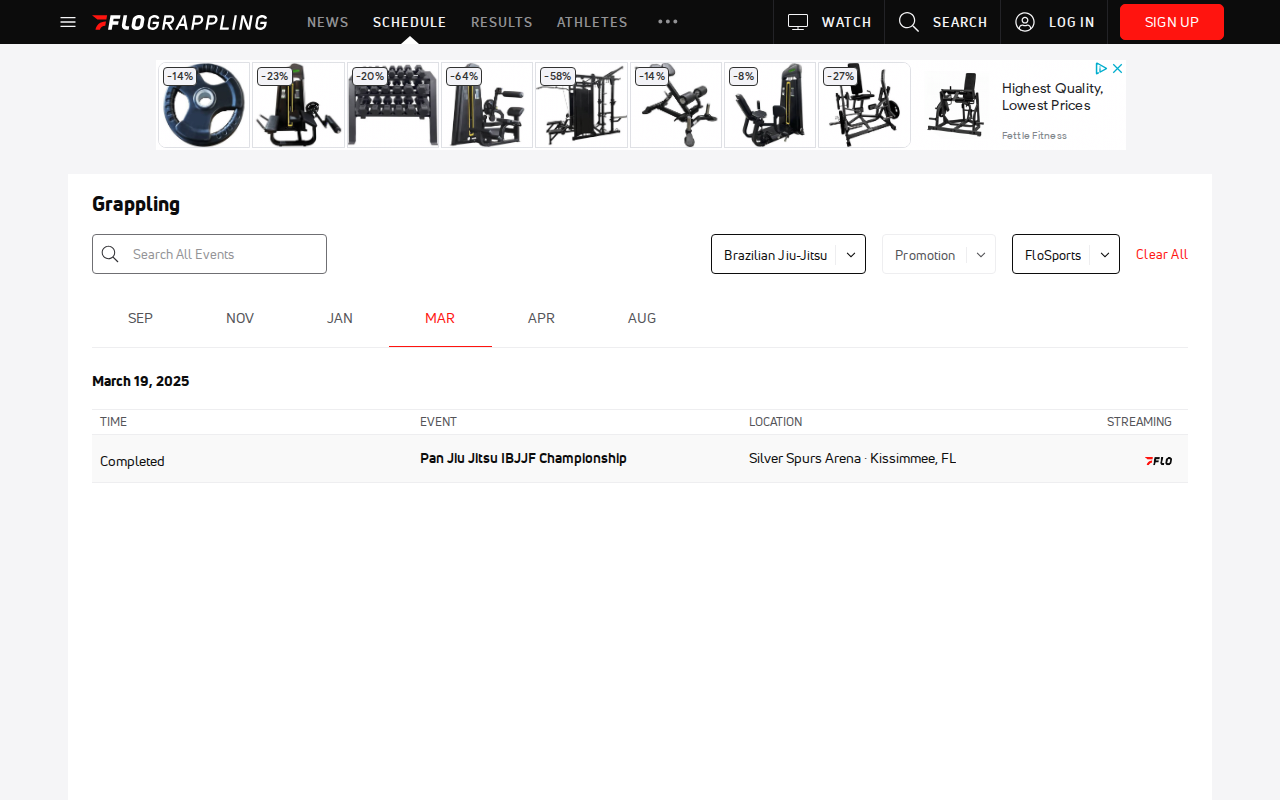 FLOGRAPPLING NEWS SCHEDULE RESULTS ATHLETES WATCH SEARCH LOG IN SIGN UP
-14% -23% -20% -64% -58% -14% -8% -27%
Highest Quality,
Lowest Prices
Fettle Fitness
Grappling
Search All Events Brazilian Jiu-Jitsu Promotion FloSports Clear All
SEP NOV JAN MAR APR AUG
March 19, 2025
TIME EVENT LOCATION STREAMING
Completed Pan Jiu Jitsu IBJJF Championship Silver Spurs Arena · Kissimmee, FL FLO